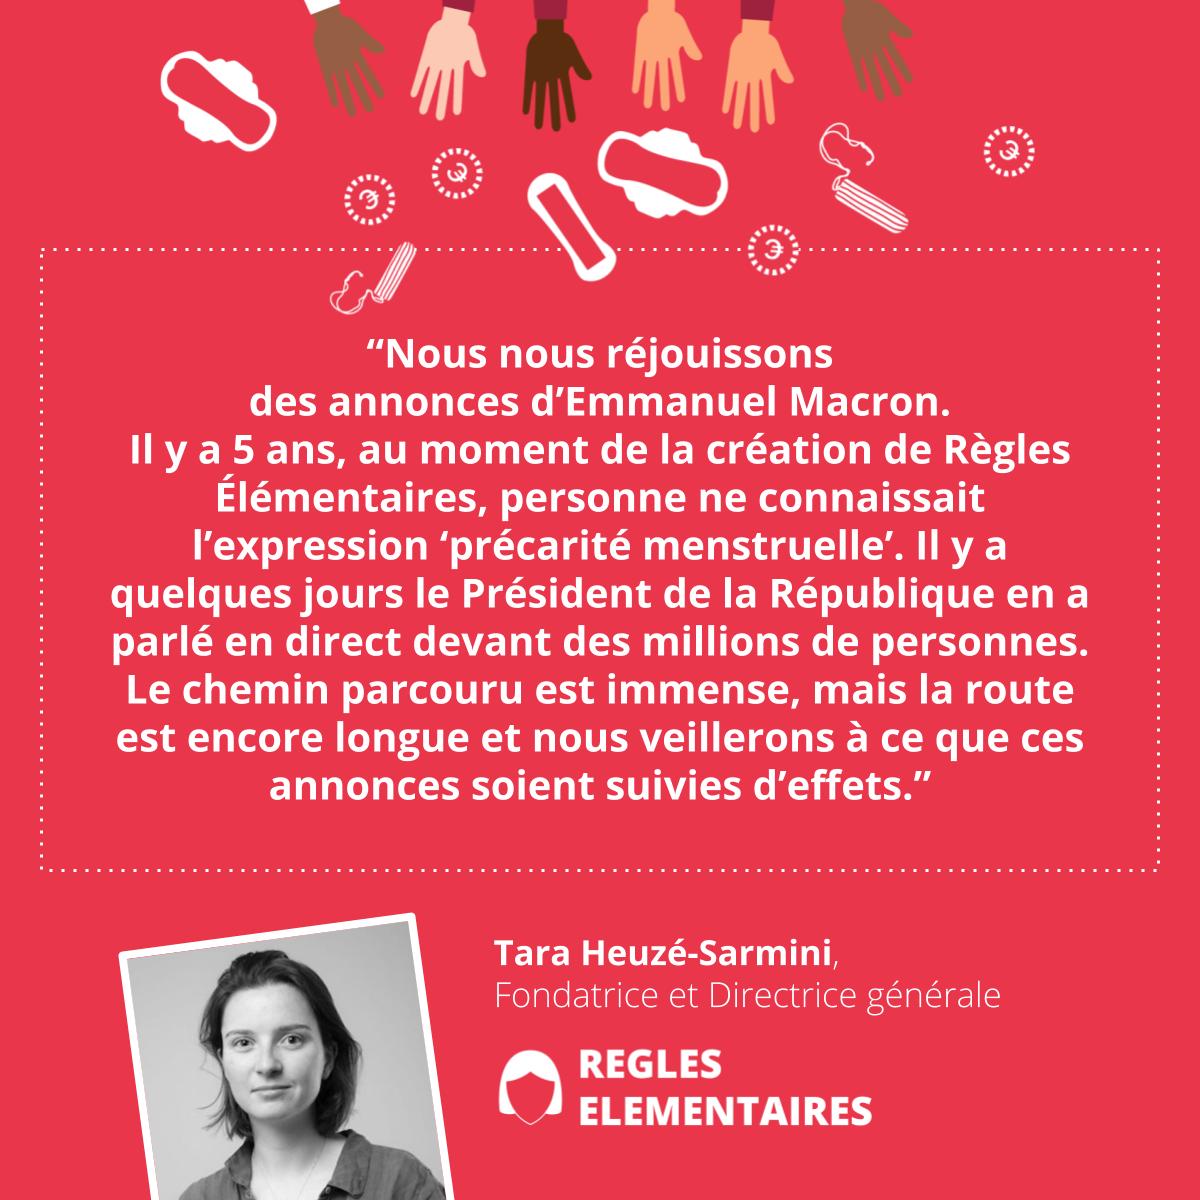 “Nous nous réjouissons
des annonces d’Emmanuel Macron.
Il y a 5 ans, au moment de la création de Règles
Élémentaires, personne ne connaissait
l’expression ‘précarité menstruelle’. Il y a
quelques jours le Président de la République en a
parlé en direct devant des millions de personnes.
Le chemin parcouru est immense, mais la route
est encore longue et nous veillerons à ce que ces
annonces soient suivies d’effets.”
Tara Heuzé-Sarmini,
Fondatrice et Directrice générale
REGLES
ELEMENTAIRES